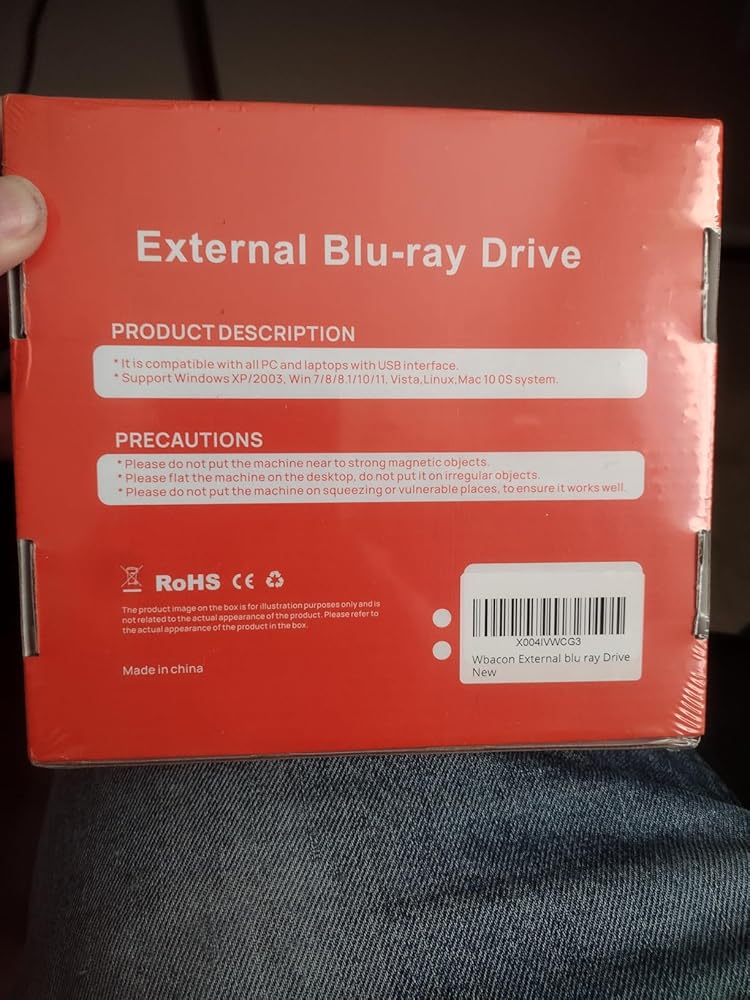 External Blu-ray Drive
PRODUCT DESCRIPTION
* It is compatible with all PC and laptops with USB interface.
* Support Windows XP/2003, Win 7/8/8.1/10/11, Vista,Linux,Mac 10 0S system.
PRECAUTIONS
* Please do not put the machine near to strong magnetic objects.
* Please flat the machine on the desktop, do not put it on irregular objects.
* Please do not put the machine on squeezing or vulnerable places, to ensure it works well.
RoHS CE
The product image on the box is for illustration purposes only and is
not related to the actual appearance of the product. Please refer to
the actual appearance of the product in the box.
Made in china
X004IVWCG3
Wbacon External blu ray Drive
New